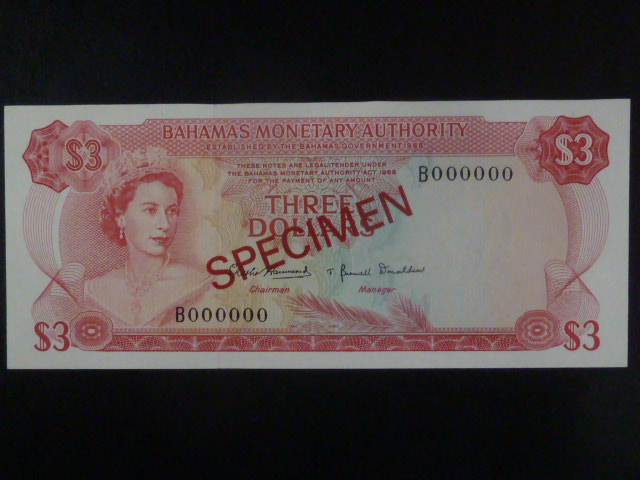 BAHAMAS MONETARY AUTHORITY
ESTABLISHED BY THE BAHAMAS GOVERNMENT 1968
$3
$3
THESE NOTES ARE LEGAL TENDER UNDER
THE BAHAMAS MONETARY AUTHORITY ACT 1968
FOR THE PAYMENT OF ANY AMOUNT
B000000
THREE
SPECIMEN
T Donaldson
Chairman
Manager
B000000
$3
$3